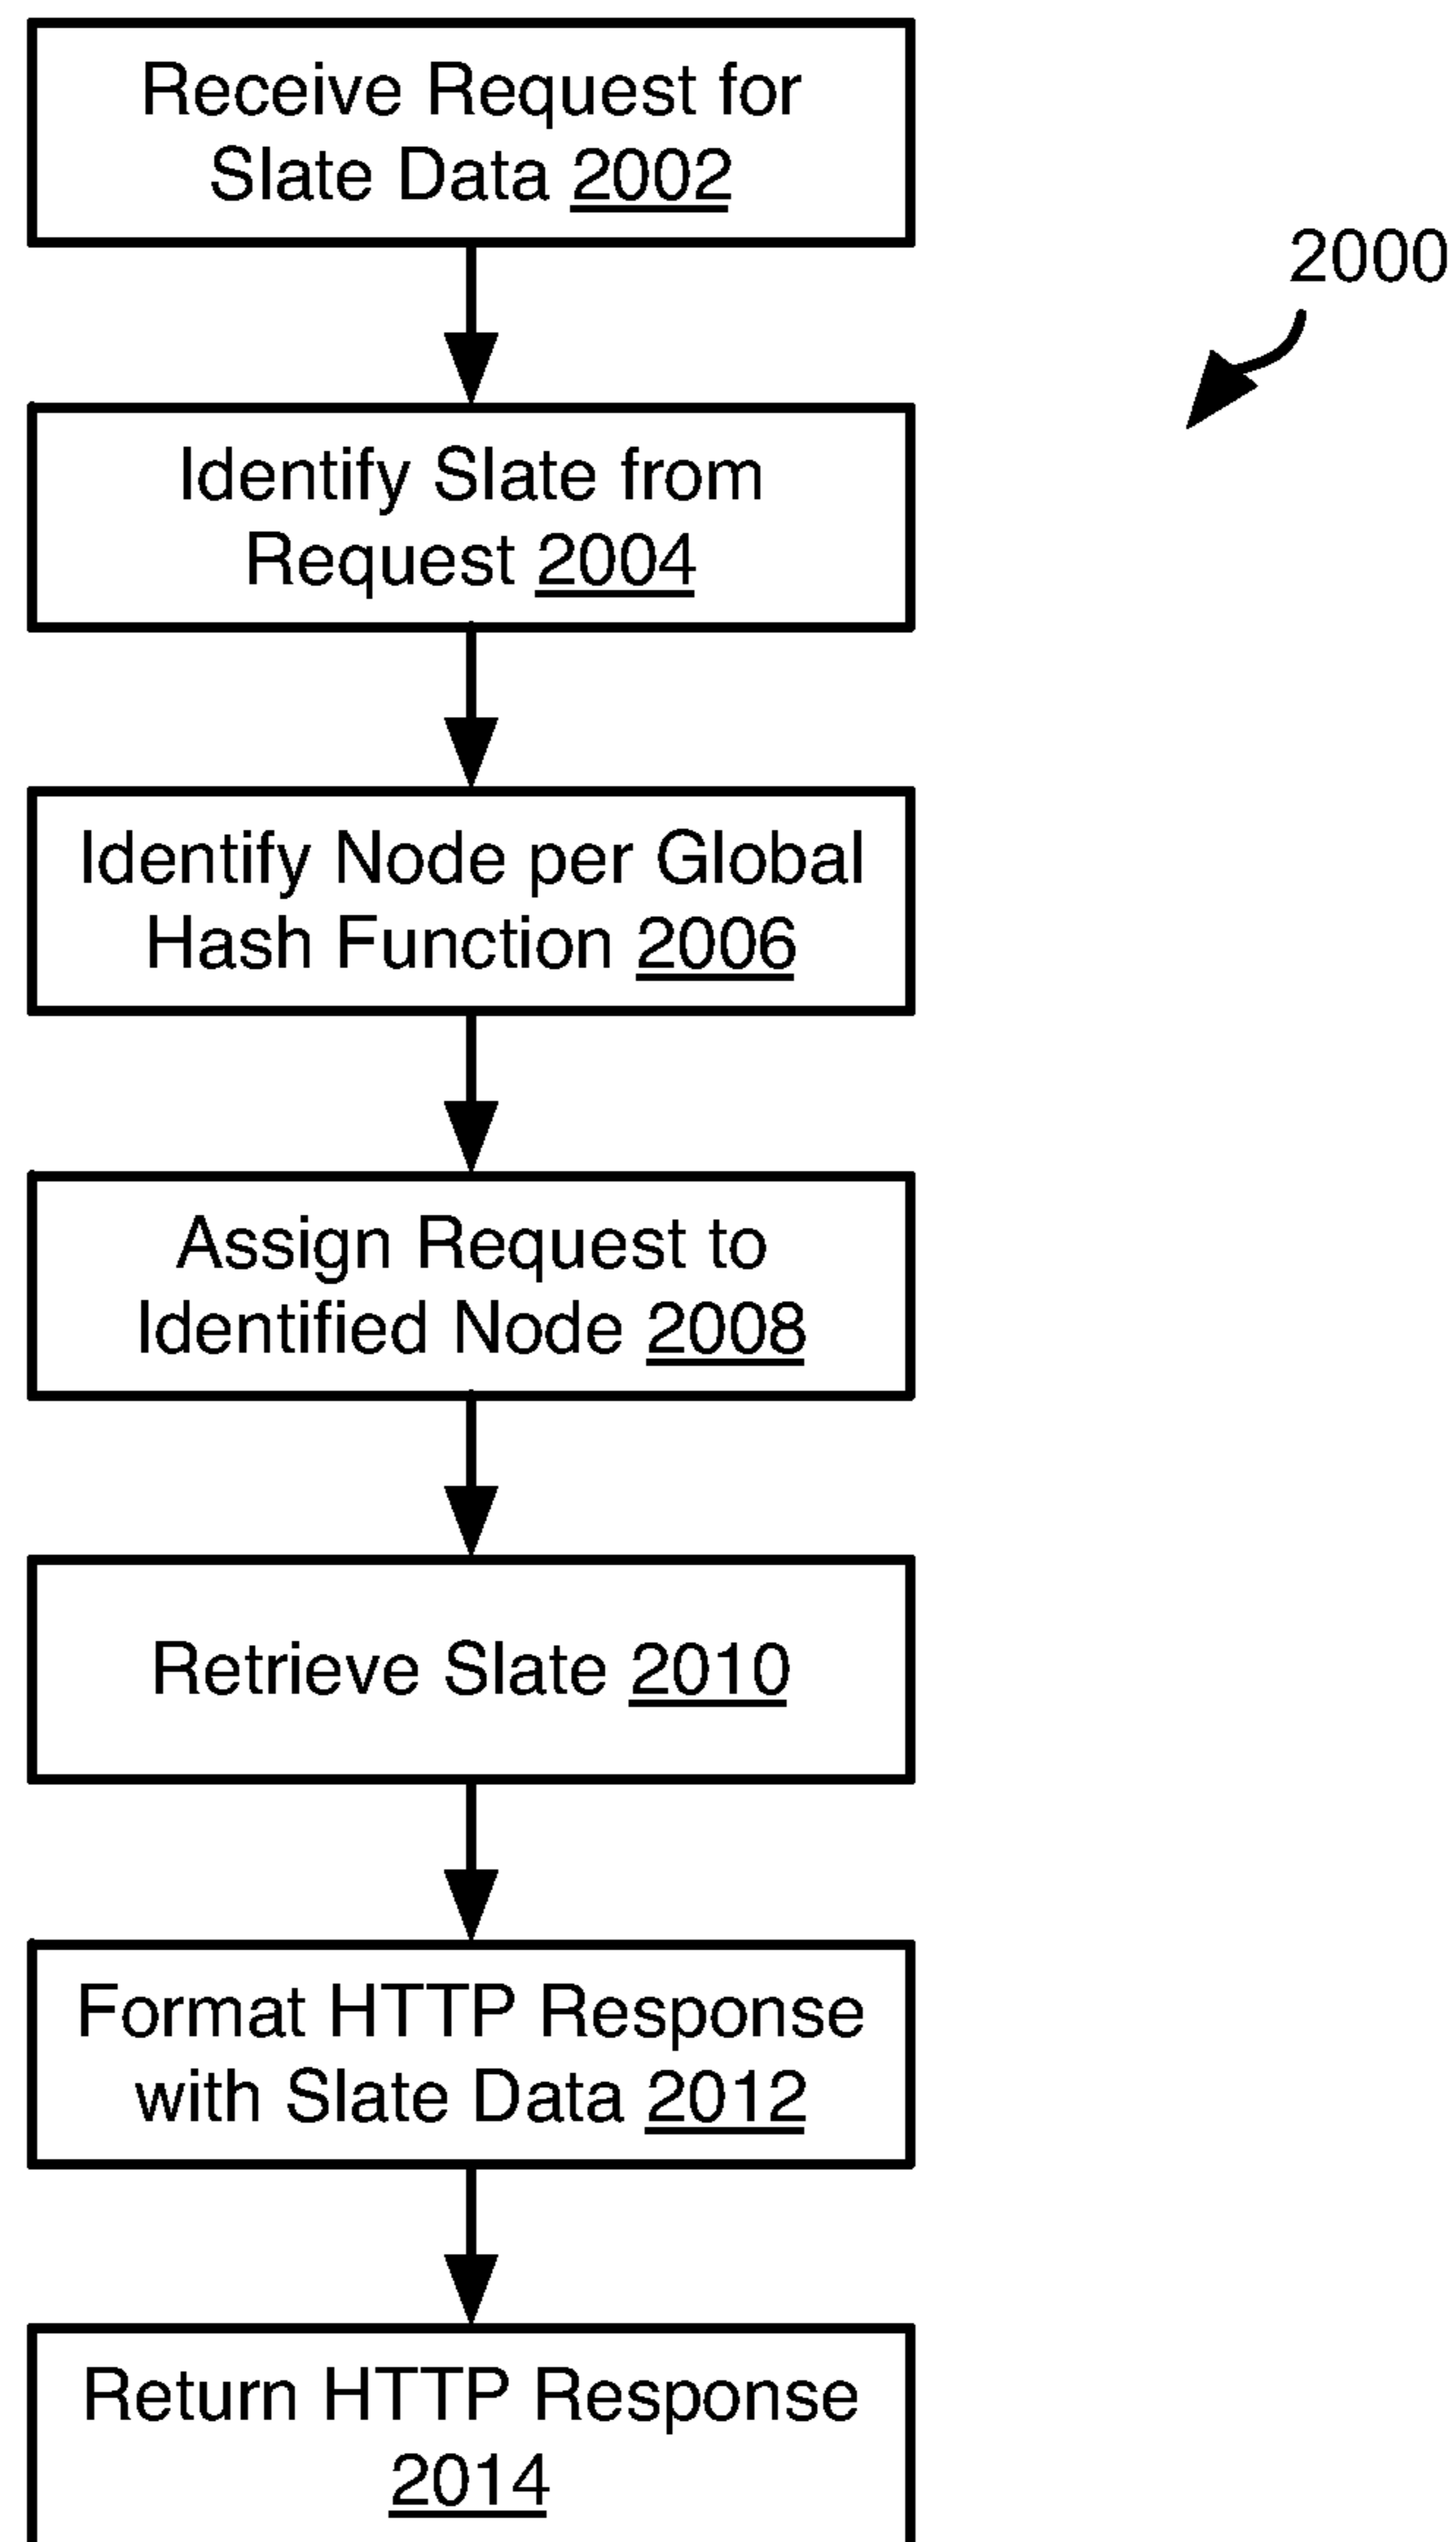 Receive Request for
Slate Data 2002
2000
Identify Slate from
Request 2004
Identify Node per Global
Hash Function 2006
Assign Request to
Identified Node 2008
Retrieve Slate 2010
Format HTTP Response
with Slate Data 2012
Return HTTP Response
2014